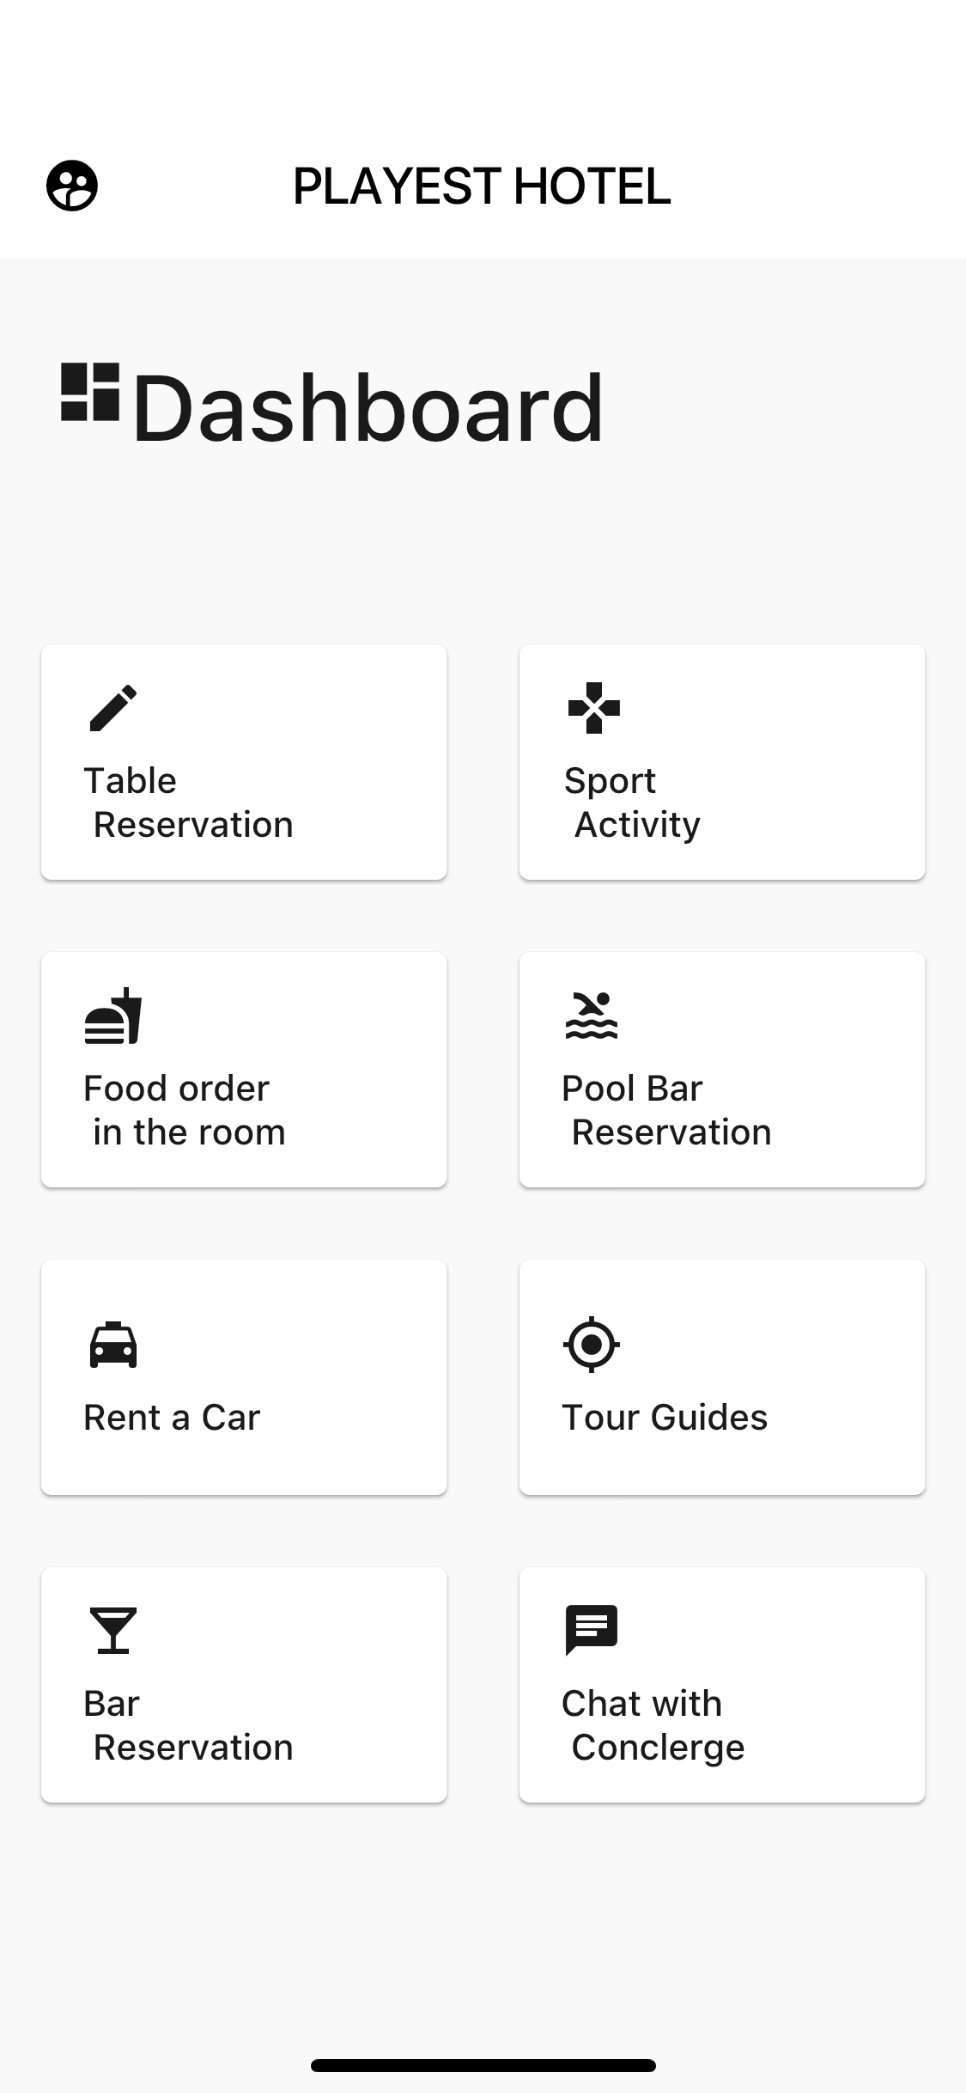 PLAYEST HOTEL
Dashboard
Table
Reservation
Sport
Activity
Food order
in the room
Pool Bar
Reservation
Rent a Car
Tour Guides
Bar
Reservation
Chat with
Conclerge